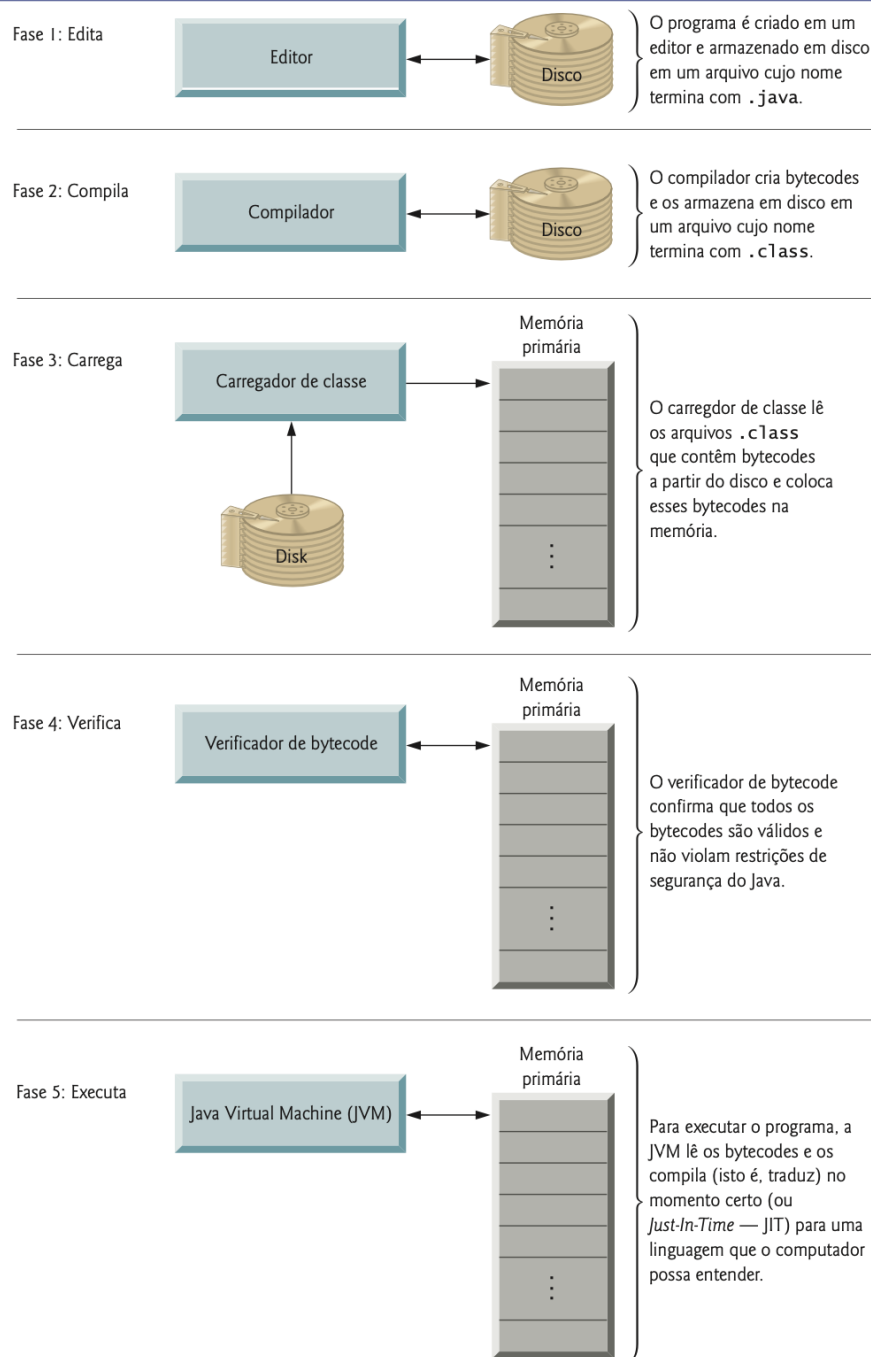 Fase 1: Edita
Editor
Disco
O programa é criado em um
editor e armazenado em disco
em um arquivo cujo nome
termina com .java.
Fase 2: Compila
Compilador
Disco
O compilador cria bytecodes
e os armazena em disco em
um arquivo cujo nome
termina com .class.
Fase 3: Carrega
Carregador de classe
Disk
Memória
primária
O carregdor de classe lê
os arquivos .class
que contêm bytecodes
a partir do disco e coloca
esses bytecodes na
memória.
Fase 4: Verifica
Verificador de bytecode
Memória
primária
O verificador de bytecode
confirma que todos os
bytecodes são válidos e
não violam restrições de
segurança do Java.
Fase 5: Executa
Java Virtual Machine (JVM)
Memória
primária
Para executar o programa, a
JVM lê os bytecodes e os
compila (isto é, traduz) no
momento certo (ou
Just-In-Time — JIT) para uma
linguagem que o computador
possa entender.